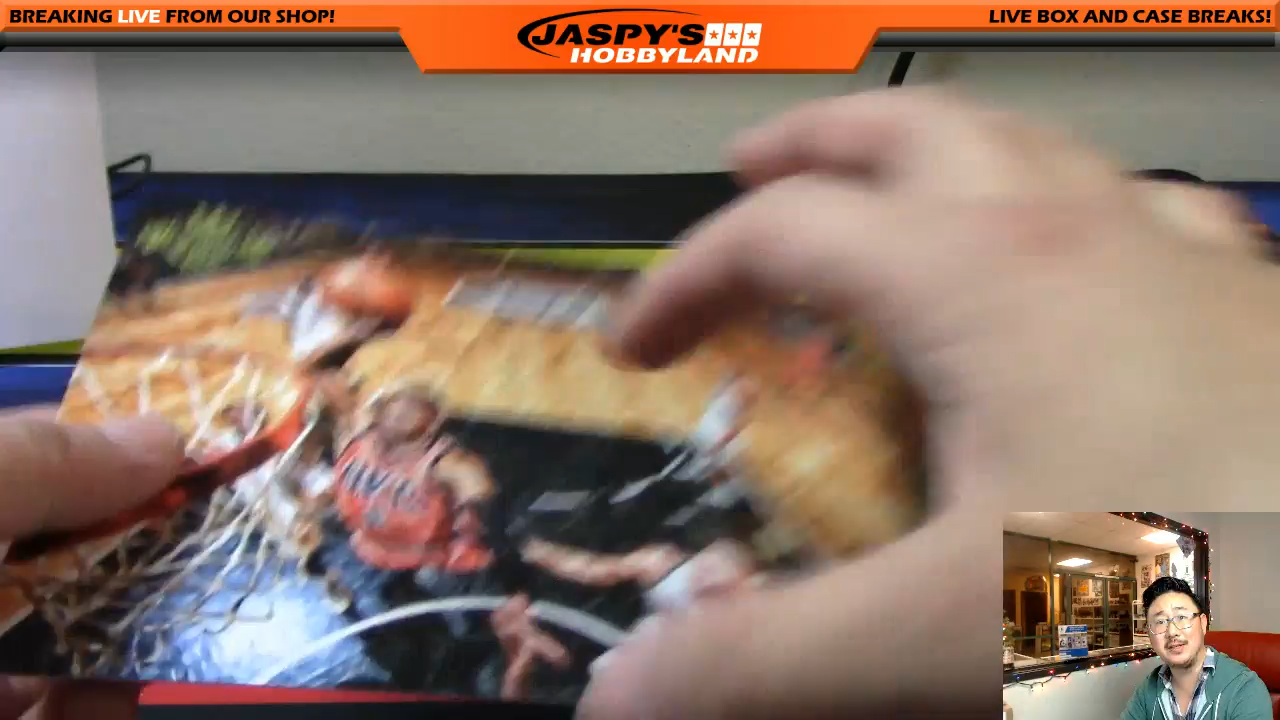 BREAKING LIVE FROM OUR SHOP!
JASPY'S
HOBBYLAND
LIVE BOX AND CASE BREAKS!